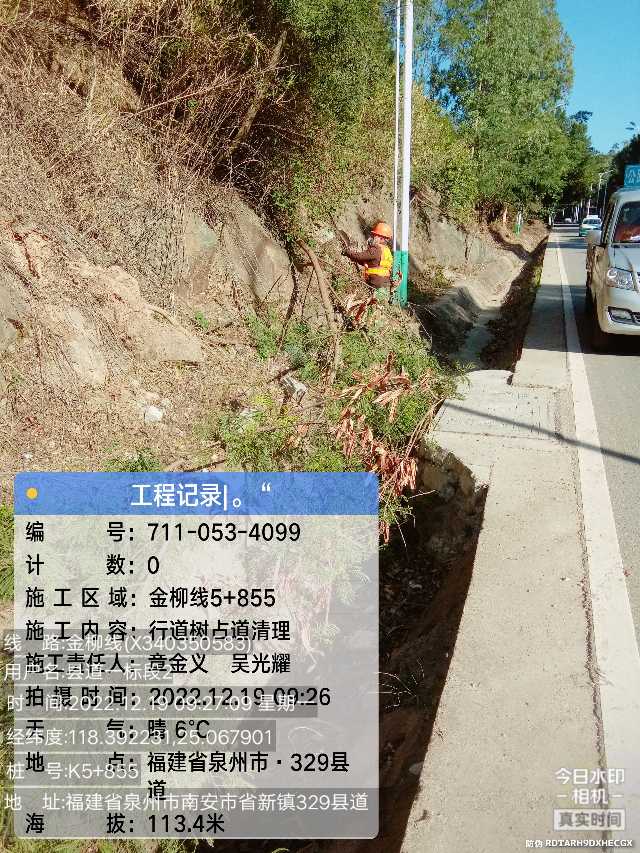 工程记录|。“
编 号：711-053-4099
计 数：0
施工区域：金柳线5+855
施工内容：行道树占道清理
线 路:金柳线(X340350583)
施工责任人：章金义 吴光耀
用户名:县道一标段2
拍摄时间：2022.12.19 09:26
时 间:2022.12.19 09:27:09 星期一
天 气：晴 6℃
经纬度:118.392231,25.067901
地 点：福建省泉州市·329县道
桩 号:K5+855
地 址:福建省泉州市南安市省新镇329县道
海 拔：113.4米
今日水印
相机
真实时间
防伪 RDTARH9DXHECGX